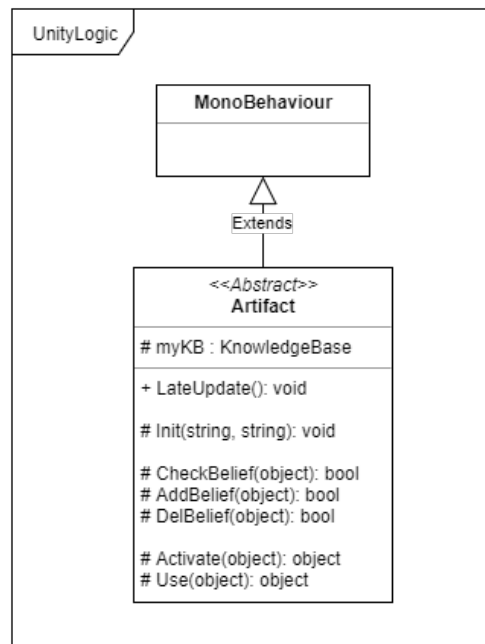 UnityLogic
MonoBehaviour
Extends
<<Abstract>>
Artifact
# myKB : KnowledgeBase
+ LateUpdate(): void
# Init(string, string): void
# CheckBelief(object): bool
# AddBelief(object): bool
# DelBelief(object): bool
# Activate(object): object
# Use(object): object